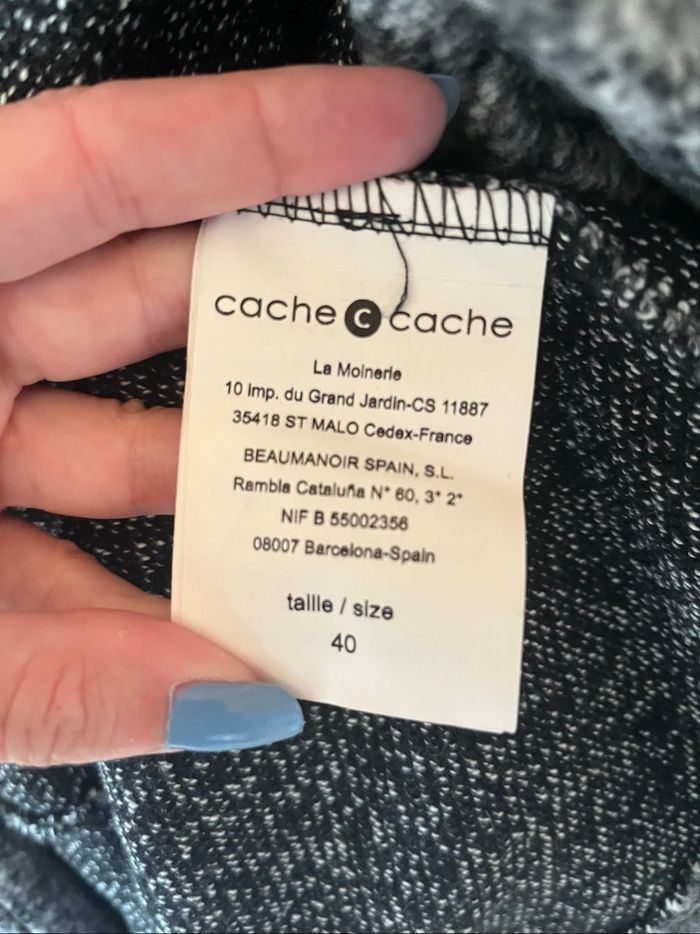 cache c cache
La Moinerie
10 imp. du Grand Jardin-CS 11887
35418 ST MALO Cedex-France
BEAUMANOIR SPAIN, S.L.
Rambla Cataluña N° 60, 3° 2°
NIF B 55002356
08007 Barcelona-Spain
taille / size
40